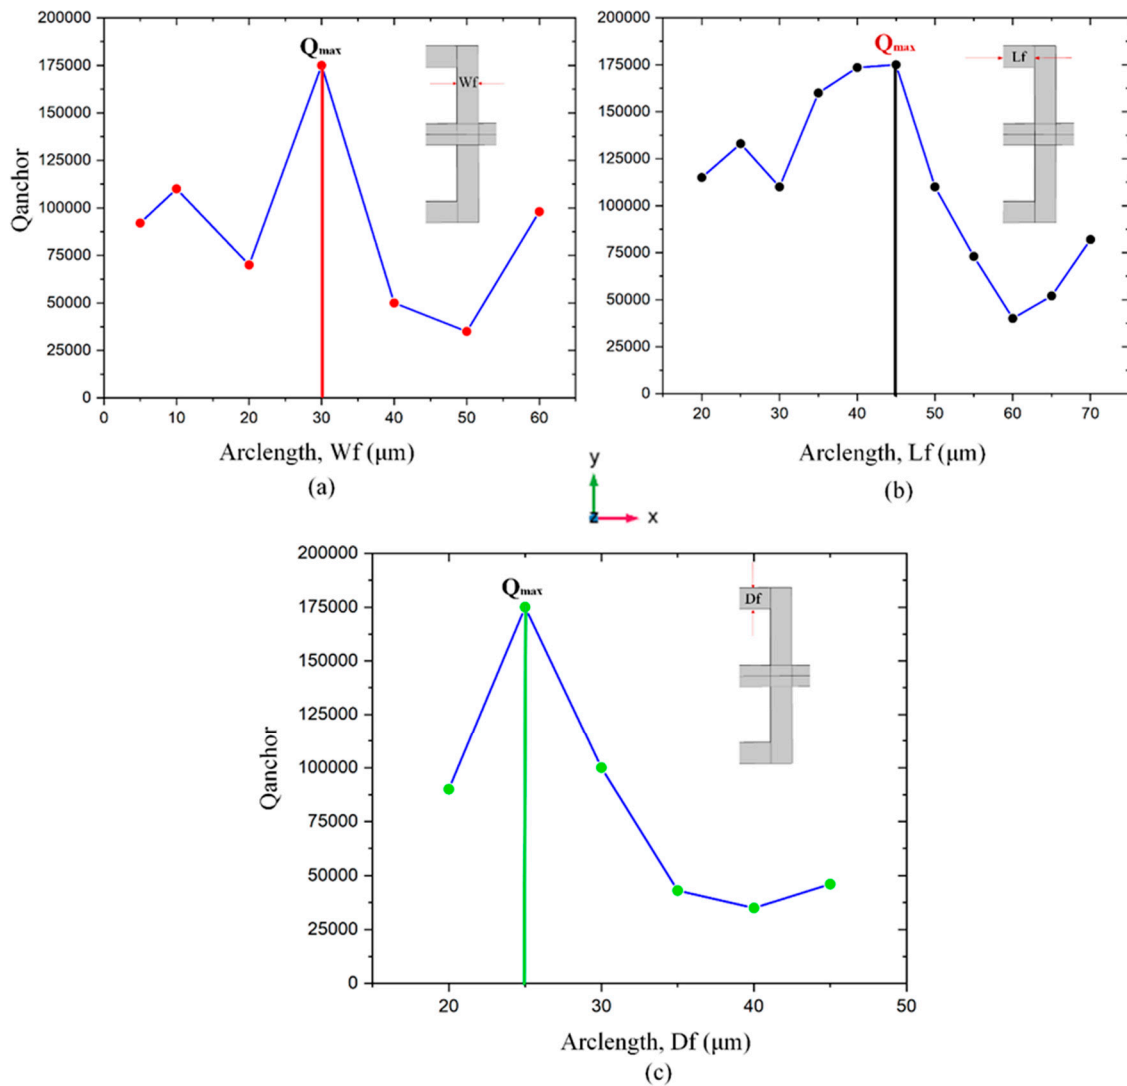 200000
175000
150000
125000
100000
75000
50000
25000
0
Qanchor
Qmax
Wf
0 10 20 30 40 50 60
Arclength, Wf (μm)
(a)
200000
175000
150000
125000
100000
75000
50000
25000
0
Qmax
Lf
20 30 40 50 60 70
Arclength, Lf (μm)
(b)
y
z x
200000
175000
150000
125000
100000
75000
50000
25000
0
Qanchor
Qmax
Df
20 30 40 50
Arclength, Df (μm)
(c)